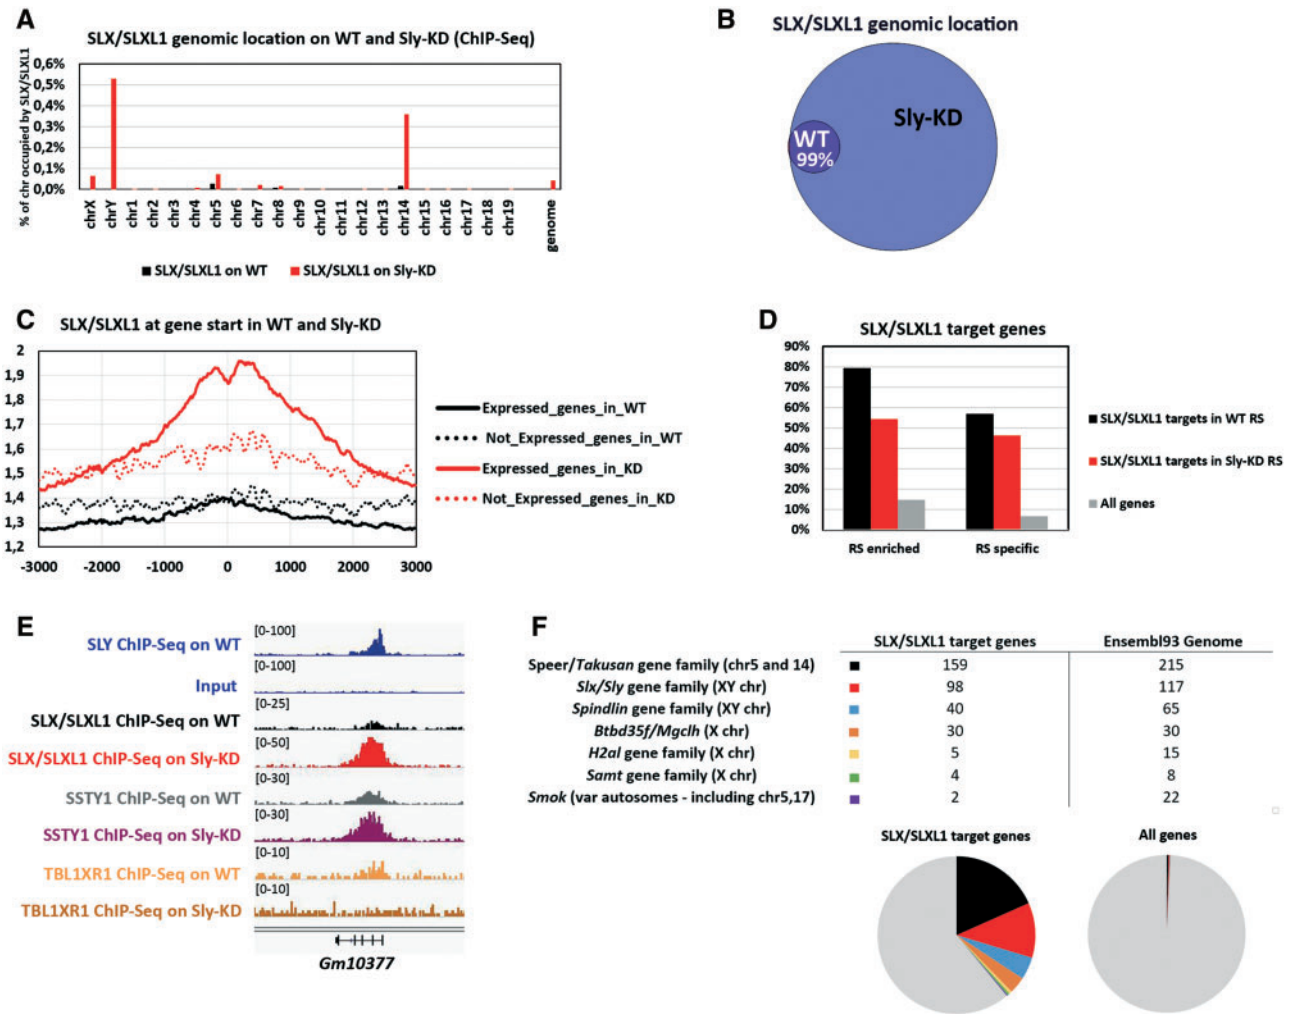 A
SLX/SLXL1 genomic location on WT and Sly-KD (ChIP-Seq)
% of chr occupied by SLX/SLXL1
0,6%
0,5%
0,4%
0,3%
0,2%
0,1%
0,0%
chrX
chrY
chr1
chr2
chr3
chr4
chr5
chr6
chr7
chr8
chr9
chr10
chr11
chr12
chr13
chr14
chr15
chr16
chr17
chr18
chr19
genome
SLX/SLXL1 on WT
SLX/SLXL1 on Sly-KD
B
SLX/SLXL1 genomic location
Sly-KD
WT
99%
C
SLX/SLXL1 at gene start in WT and Sly-KD
2
1,9
1,8
1,7
1,6
1,5
1,4
1,3
1,2
-3000 -2000 -1000 0 1000 2000 3000
Expressed_genes_in_WT
Not_Expressed_genes_in_WT
Expressed_genes_in_KD
Not_Expressed_genes_in_KD
D
SLX/SLXL1 target genes
90%
80%
70%
60%
50%
40%
30%
20%
10%
0%
RS enriched RS specific
SLX/SLXL1 targets in WT RS
SLX/SLXL1 targets in Sly-KD RS
All genes
E
SLY ChIP-Seq on WT [0-100]
Input [0-100]
SLX/SLXL1 ChIP-Seq on WT [0-25]
SLX/SLXL1 ChIP-Seq on Sly-KD [0-50]
SSTY1 ChIP-Seq on WT [0-30]
SSTY1 ChIP-Seq on Sly-KD [0-30]
TBL1XR1 ChIP-Seq on WT [0-10]
TBL1XR1 ChIP-Seq on Sly-KD [0-10]
Gm10377
F
SLX/SLXL1 target genes Ensembl93 Genome
Speer/Takusan gene family (chr5 and 14) 159 215
Slx/Sly gene family (XY chr) 98 117
Spindlin gene family (XY chr) 40 65
Btbd35f/Mgclh (X chr) 30 30
H2al gene family (X chr) 5 15
Samt gene family (X chr) 4 8
Smok (var autosomes - including chr5,17) 2 22
SLX/SLXL1 target genes
All genes